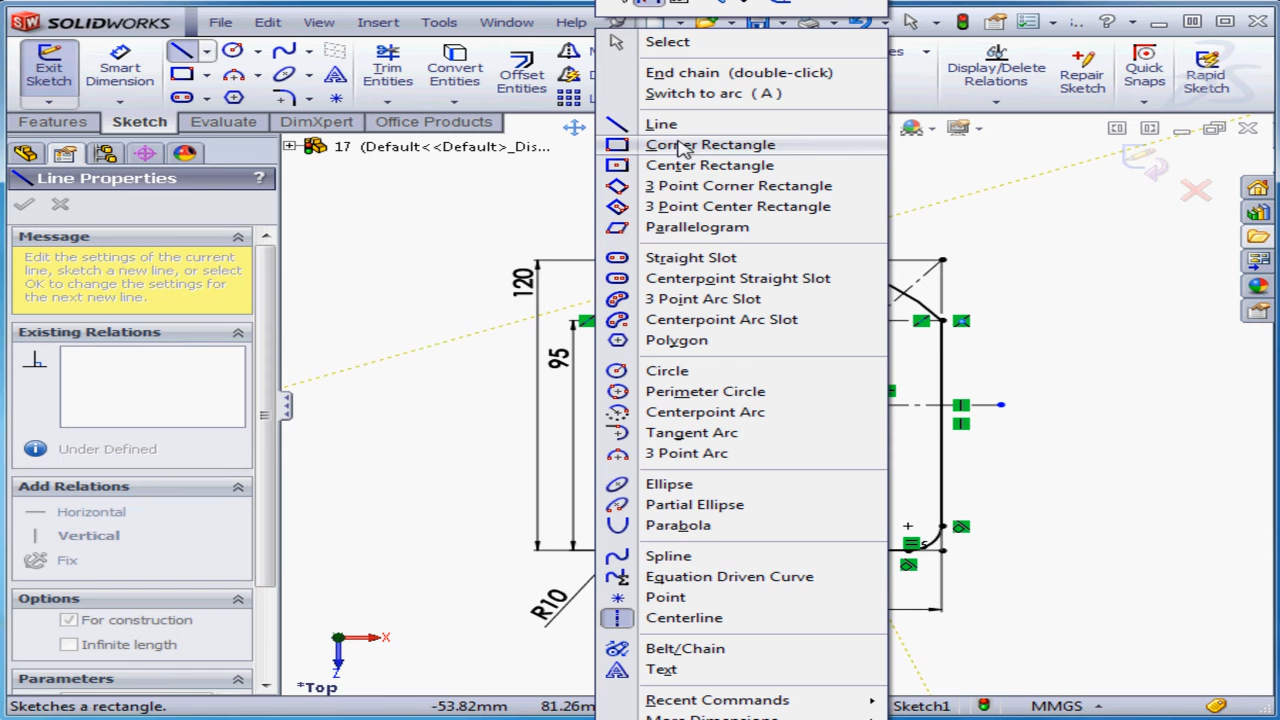 SOLIDWORKS File Edit View Insert Tools Window Help
Exit Sketch
Smart Dimension
Trim Entities
Convert Entities
Offset Entities
Display/Delete Relations
Repair Sketch
Quick Snaps
Rapid Sketch
Features Sketch Evaluate DimXpert Office Products
17 (Default<<Default>_Dis...
Line Properties ?
Message
Edit the settings of the current
line, sketch a new line, or select
OK to change the settings for
the next new line.
Existing Relations
Under Defined
Add Relations
Horizontal
Vertical
Fix
Options
For construction
Infinite length
Parameters
Select
End chain (double-click)
Switch to arc ( A )
Line
Corner Rectangle
Center Rectangle
3 Point Corner Rectangle
3 Point Center Rectangle
Parallelogram
Straight Slot
Centerpoint Straight Slot
3 Point Arc Slot
Centerpoint Arc Slot
Polygon
Circle
Perimeter Circle
Centerpoint Arc
Tangent Arc
3 Point Arc
Ellipse
Partial Ellipse
Parabola
Spline
Equation Driven Curve
Point
Centerline
Belt/Chain
Text
Recent Commands
More Dimensions
120
95
R10
X
Z
*Top
Sketches a rectangle. -53.82mm 81.26m Sketch1 MMGS